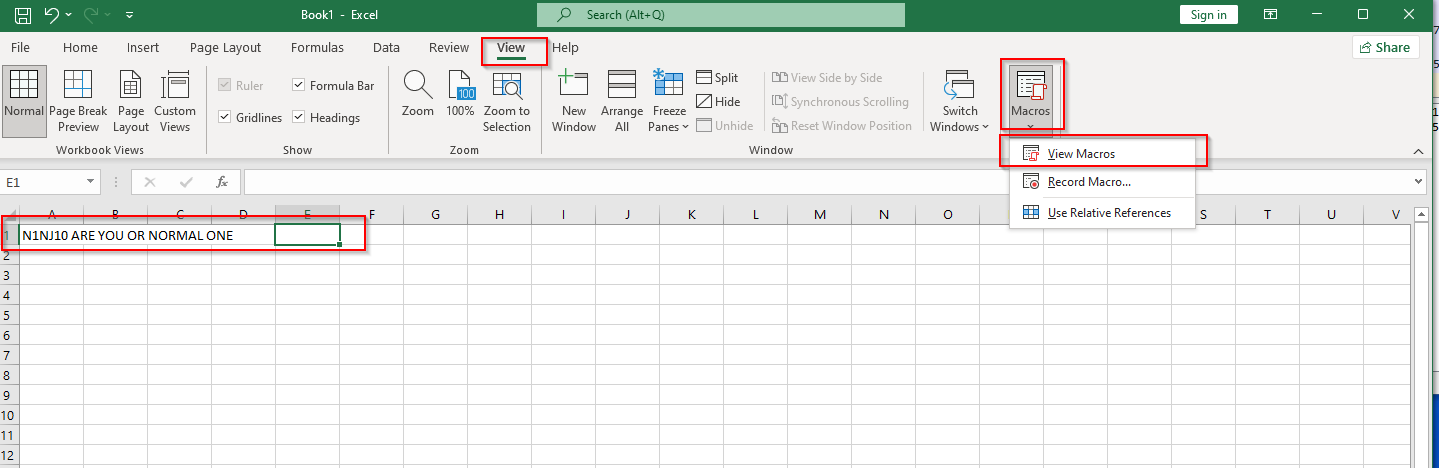 Book1 - Excel
Search (Alt+Q)
Sign in
File Home Insert Page Layout Formulas Data Review View Help
Share
Normal
Page Break Preview
Page Layout
Custom Views
Workbook Views
Ruler
Formula Bar
Gridlines
Headings
Show
Zoom
100
100%
Zoom to Selection
Zoom
New Window
Arrange All
Freeze Panes
Split
Hide
Unhide
View Side by Side
Synchronous Scrolling
Reset Window Position
Window
Switch Windows
Macros
View Macros
Record Macro...
Use Relative References
E1
fx
A B C D E F G H I J K L M N O S T U V
1 N1NJ10 ARE YOU OR NORMAL ONE
2
3
4
5
6
7
8
9
10
11
12